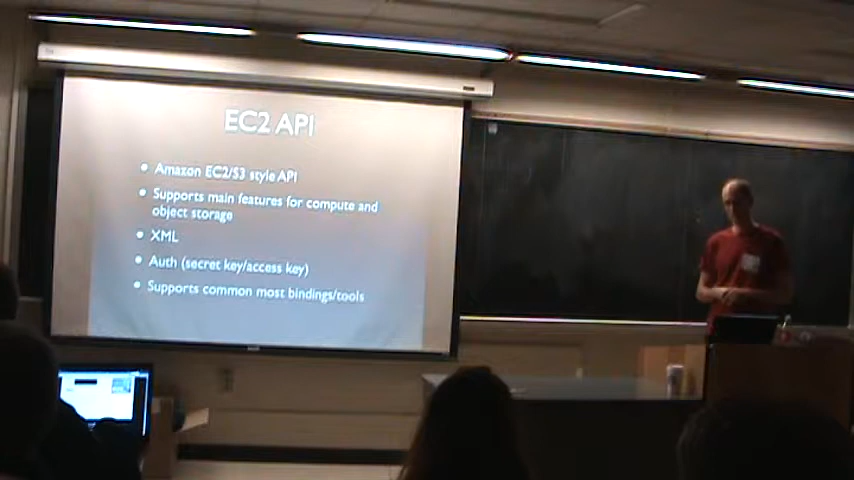 EC2 API
• Amazon EC2/S3 style API
• Supports main features for compute and
object storage
• XML
• Auth (secret key/access key)
• Supports common most bindings/tools